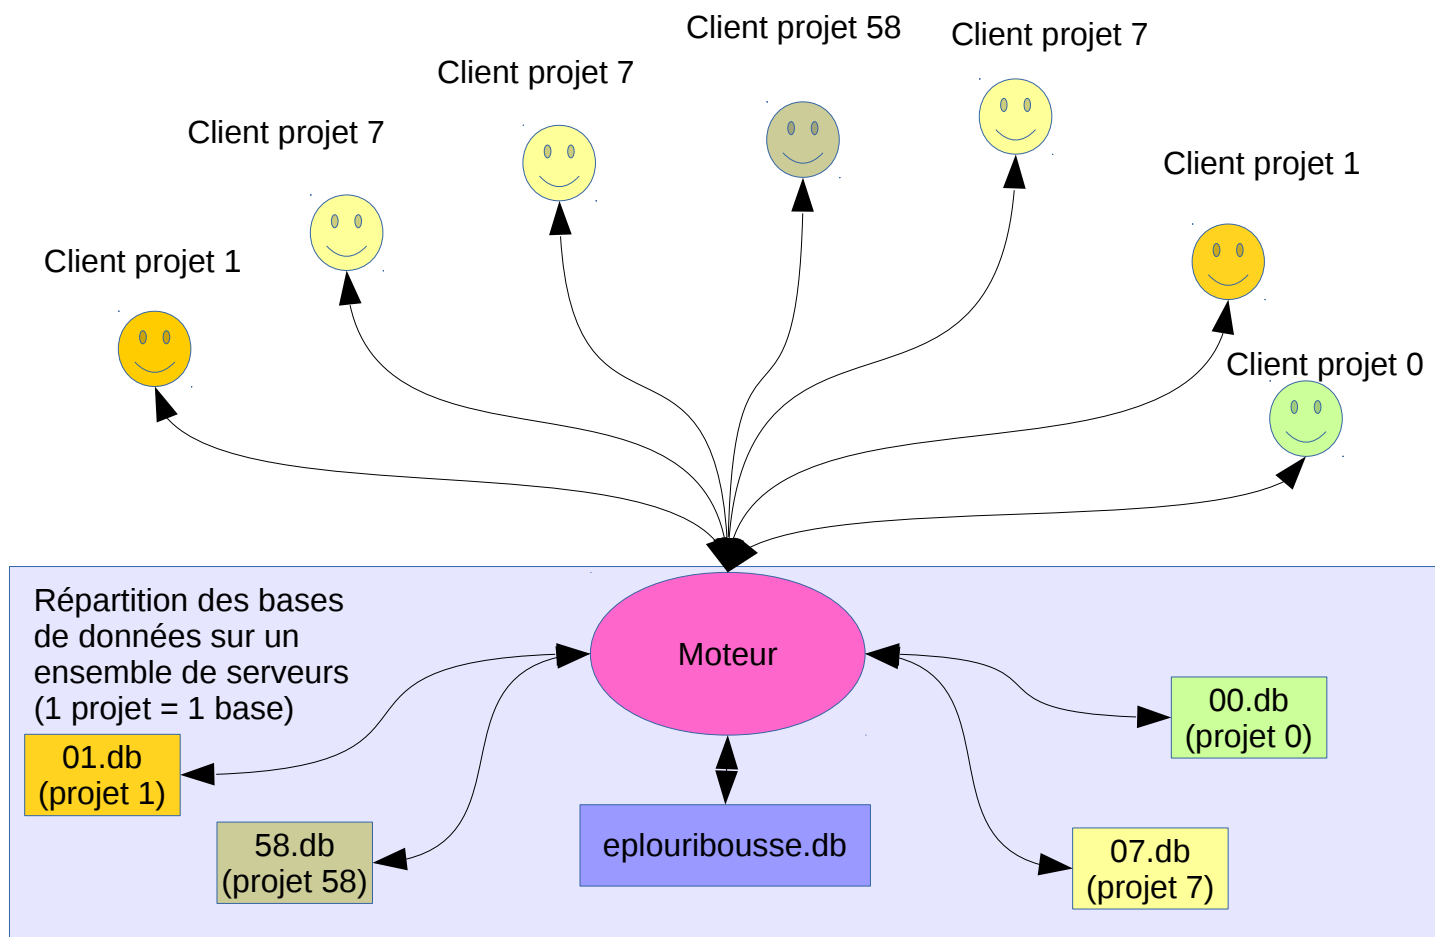 Client projet 58
Client projet 7
Client projet 7
Client projet 7
Client projet 1
Client projet 1
Client projet 0
Répartition des bases
de données sur un
ensemble de serveurs
(1 projet = 1 base)
Moteur
00.db
(projet 0)
01.db
(projet 1)
58.db
(projet 58)
eplouribousse.db
07.db
(projet 7)